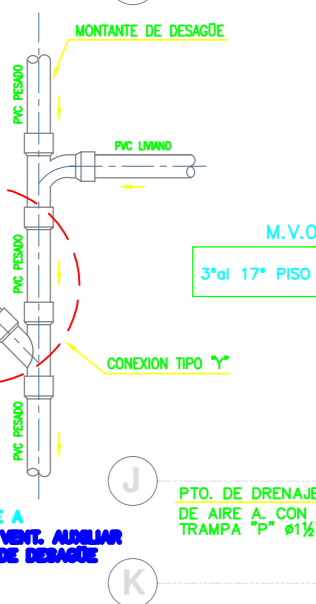 MONTANTE DE DESAGÜE
PVC PESADO
PVC LIVIANO
PVC PESADO
M.V.O
3°al 17° PISO
CONEXION TIPO "Y"
PVC PESADO
J
PTO. DE DRENAJE
DE AIRE A. CON
TRAMPA "P" ø1½"
E A
VENT. AUXILIAR
DE DESAGÜE
K